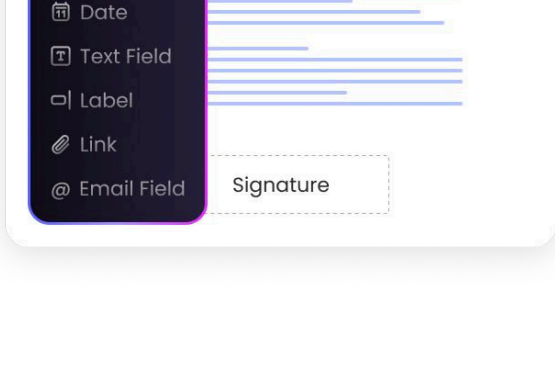 Date
Text Field
Label
Link
@ Email Field
Signature